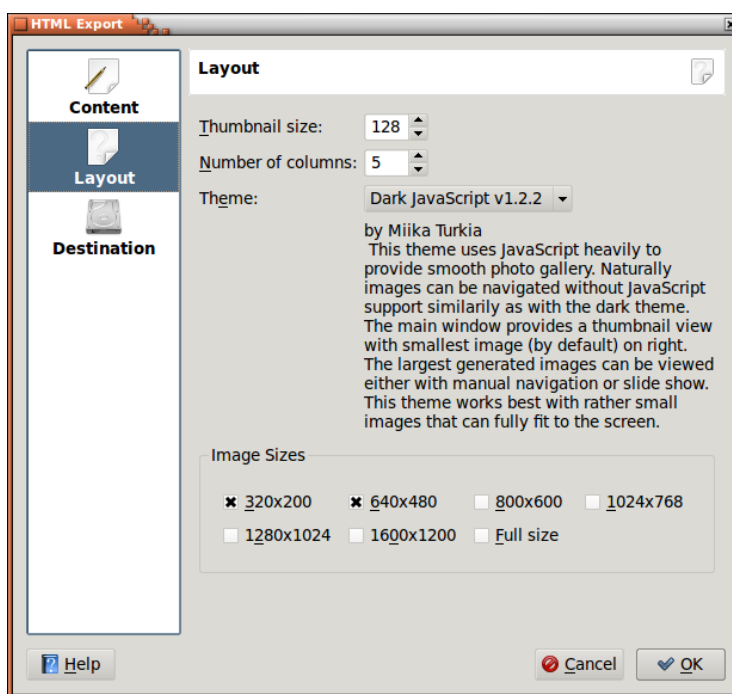 HTML Export
Content
Layout
Destination
Layout
Thumbnail size: 128
Number of columns: 5
Theme: Dark JavaScript v1.2.2
by Miika Turkia
This theme uses JavaScript heavily to
provide smooth photo gallery. Naturally
images can be navigated without JavaScript
support similarily as with the dark theme.
The main window provides a thumbnail view
with smallest image (by default) on right.
The largest generated images can be viewed
either with manual navigation or slide show.
This theme works best with rather small
images that can fully fit to the screen.
Image Sizes
320x200 640x480 800x600 1024x768
1280x1024 1600x1200 Full size
Help Cancel OK